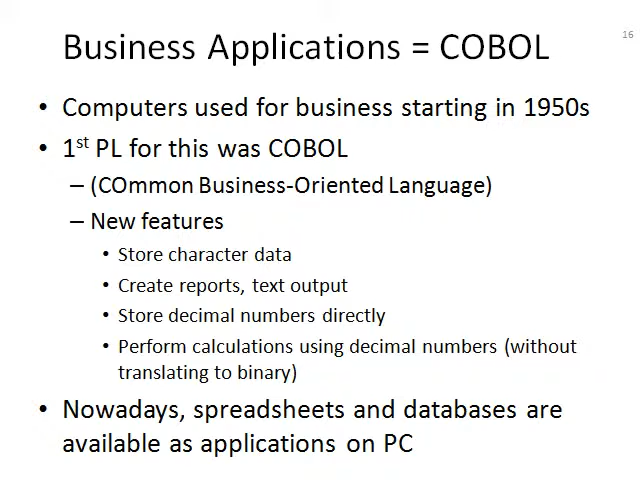 Business Applications = COBOL
16
• Computers used for business starting in 1950s
• 1st PL for this was COBOL
– (COmmon Business-Oriented Language)
– New features
• Store character data
• Create reports, text output
• Store decimal numbers directly
• Perform calculations using decimal numbers (without
translating to binary)
• Nowadays, spreadsheets and databases are
available as applications on PC